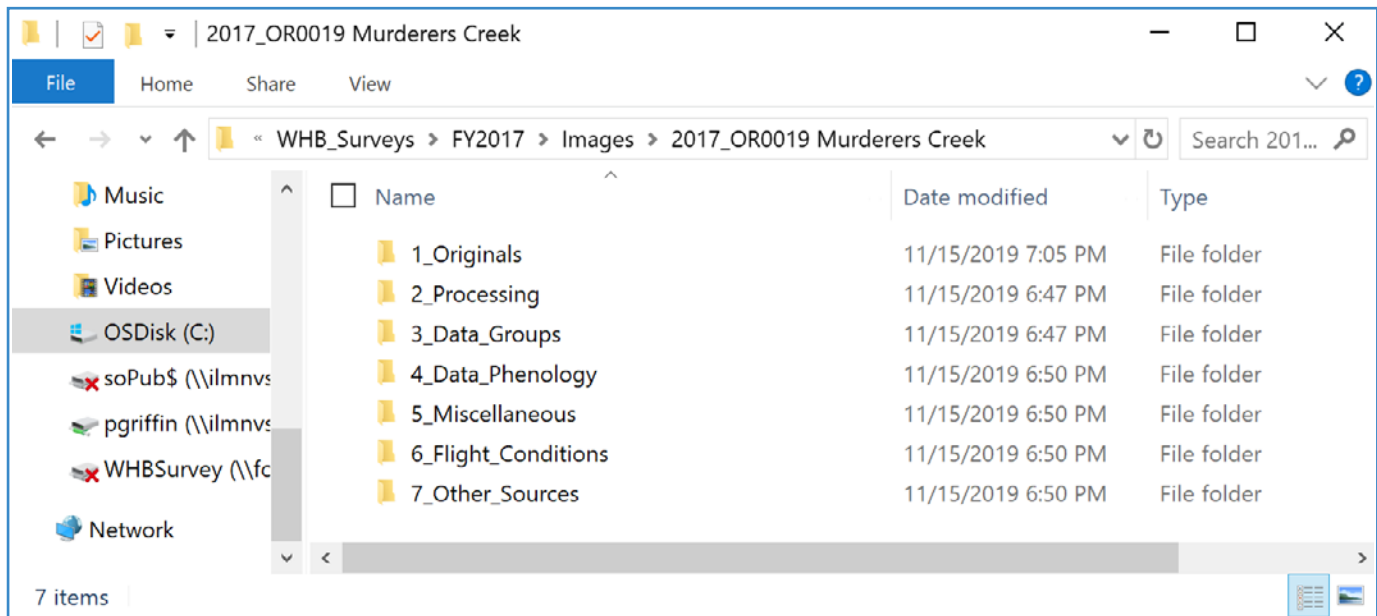 2017_OR0019 Murderers Creek
File Home Share View ?
« WHB_Surveys > FY2017 > Images > 2017_OR0019 Murderers Creek Search 201...
Music
Pictures
Videos
OSDisk (C:)
soPub$ (\\ilmnvs
pgriffin (\\ilmnvs
WHBSurvey (\\fc
Network
Name Date modified Type
1_Originals 11/15/2019 7:05 PM File folder
2_Processing 11/15/2019 6:47 PM File folder
3_Data_Groups 11/15/2019 6:47 PM File folder
4_Data_Phenology 11/15/2019 6:50 PM File folder
5_Miscellaneous 11/15/2019 6:50 PM File folder
6_Flight_Conditions 11/15/2019 6:50 PM File folder
7_Other_Sources 11/15/2019 6:50 PM File folder
7 items